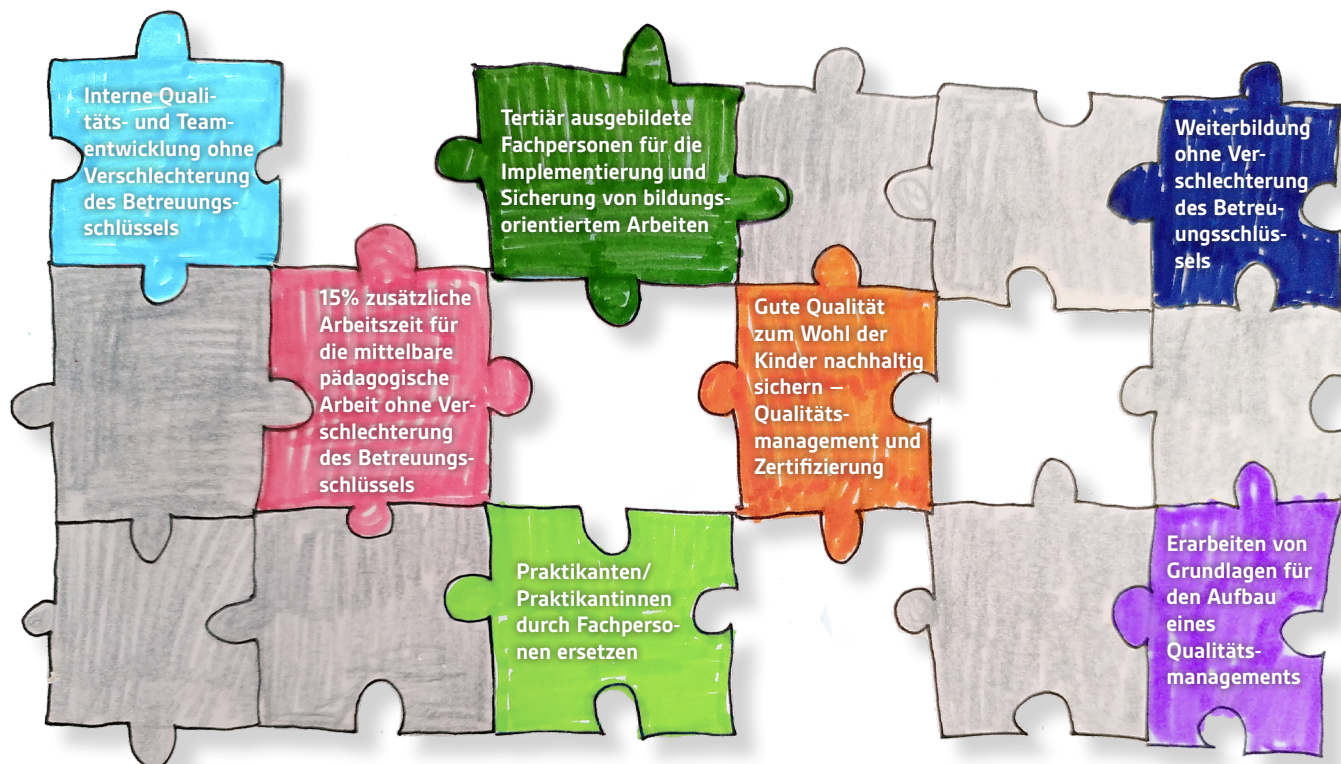 Interne Quali-
täts- und Team-
entwicklung ohne
Verschlechterung
des Betreuungs-
schlüssels
Tertiär ausgebildete
Fachpersonen für die
Implementierung und
Sicherung von bildungs-
orientiertem Arbeiten
Weiterbildung
ohne Ver-
schlechterung
des Betreu-
ungsschlüs-
sels
15% zusätzliche
Arbeitszeit für
die mittelbare
pädagogische
Arbeit ohne Ver-
schlechterung
des Betreuungs-
schlüssels
Gute Qualität
zum Wohl der
Kinder nachhaltig
sichern –
Qualitäts-
management und
Zertifizierung
Praktikanten/
Praktikantinnen
durch Fachperso-
nen ersetzen
Erarbeiten von
Grundlagen für
den Aufbau
eines
Qualitäts-
managements